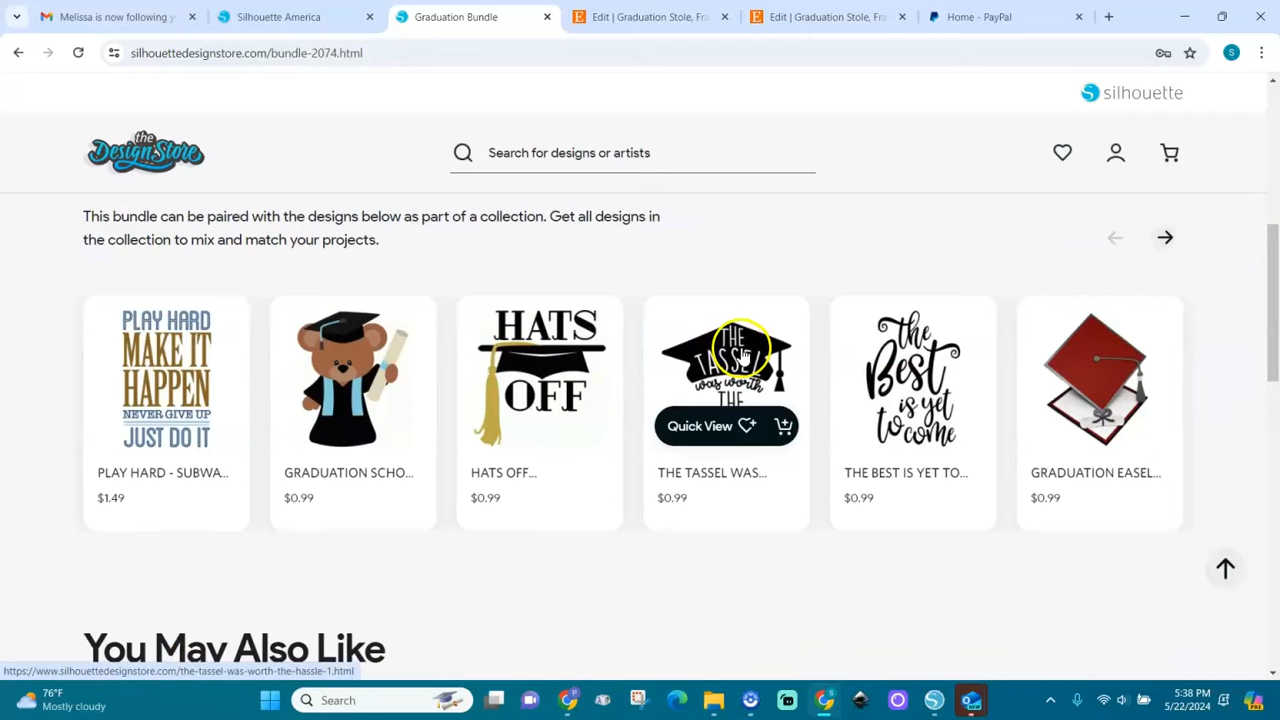 Melissa is now following y
Silhouette America
Graduation Bundle
Edit | Graduation Stole, Fra
Edit | Graduation Stole, Fra
Home - PayPal
silhouettedesignstore.com/bundle-2074.html
S
silhouette
the
Design Store
Search for designs or artists
This bundle can be paired with the designs below as part of a collection. Get all designs in
the collection to mix and match your projects.
PLAY HARD
MAKE IT
HAPPEN
NEVER GIVE UP
JUST DO IT
PLAY HARD - SUBWA...
$1.49
GRADUATION SCHO...
$0.99
HATS
OFF
HATS OFF...
$0.99
THE
TASSEL
was worth
THE
Quick View
THE TASSEL WAS...
$0.99
the
Best
is yet
to come
THE BEST IS YET TO...
$0.99
GRADUATION EASEL...
$0.99
You May Also Like
https://www.silhouettedesignstore.com/the-tassel-was-worth-the-hassle-1.html
76°F
Mostly cloudy
Search
5:38 PM
5/22/2024